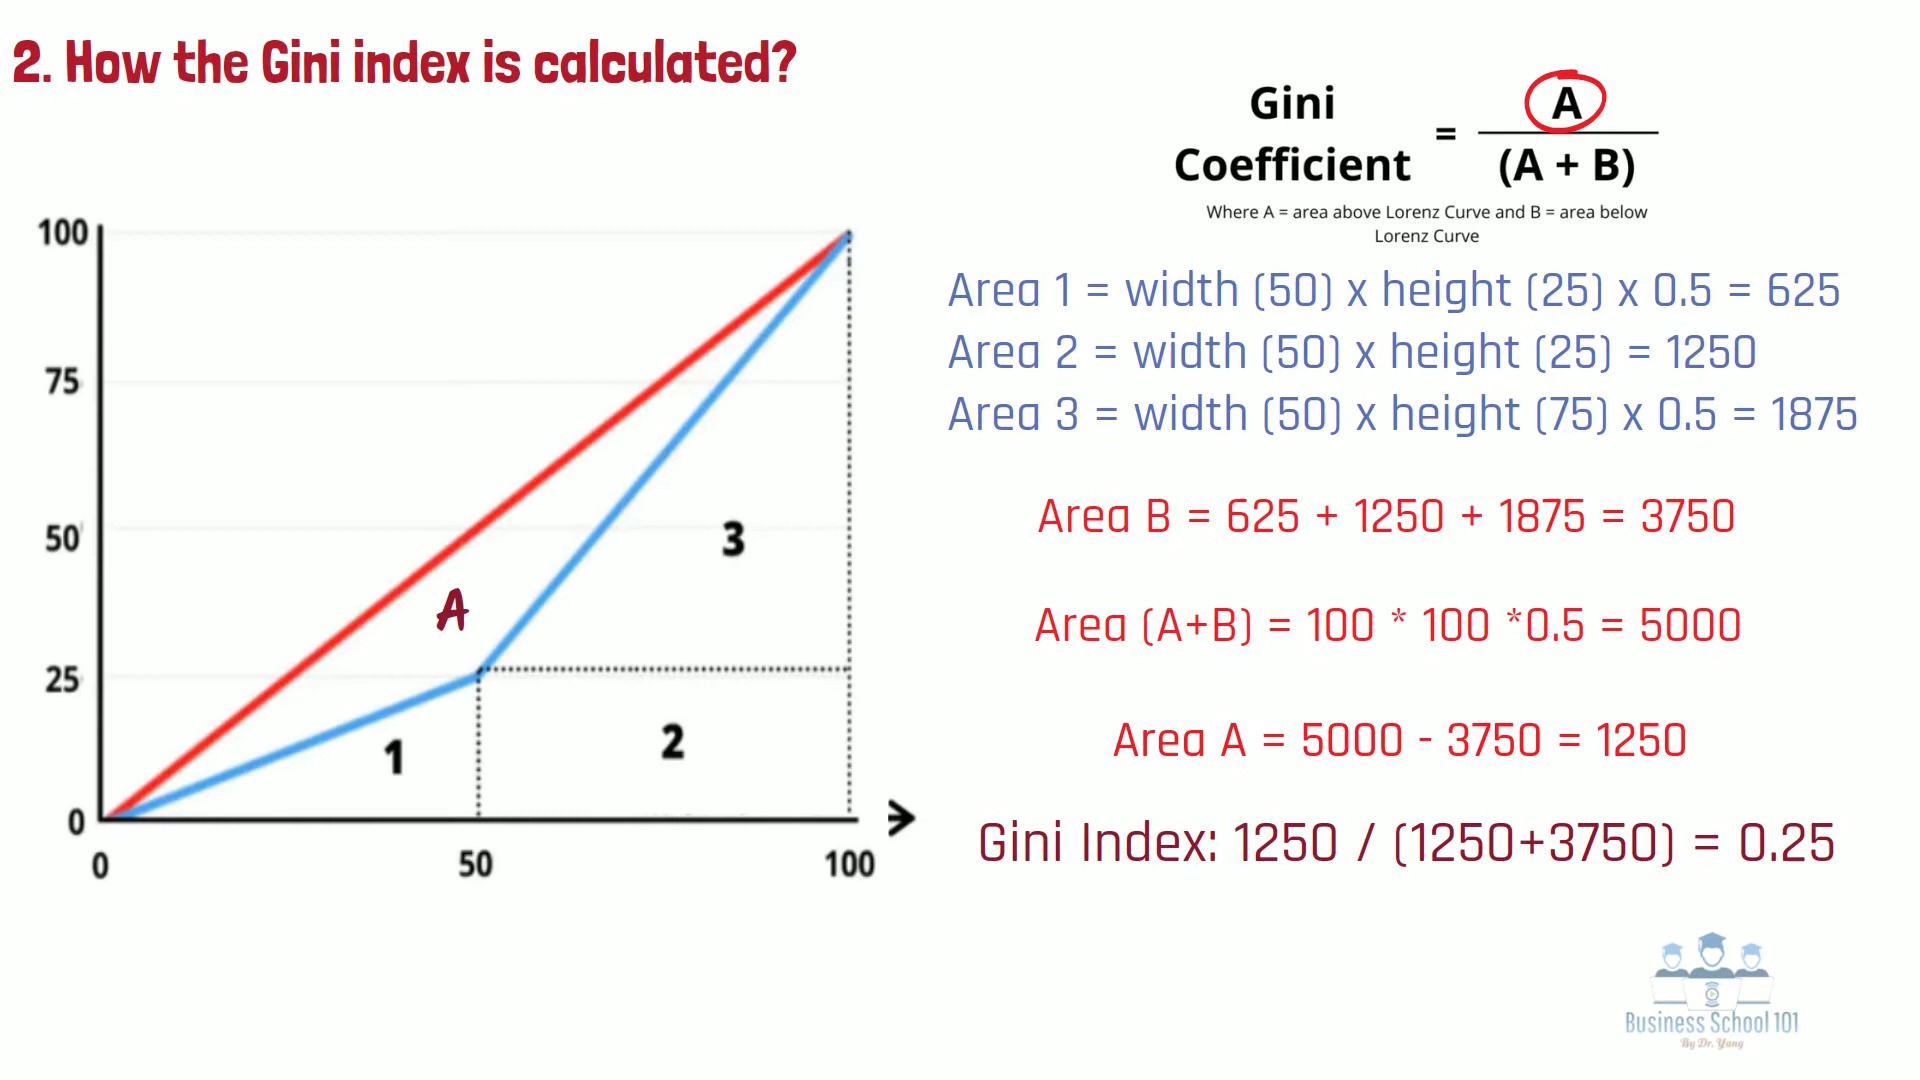 2. How the Gini index is calculated?
Gini
Coefficient
=
A
(A + B)
Where A = area above Lorenz Curve and B = area below
Lorenz Curve
100
75
50
25
0
0
50
100
A
1
2
3
Area 1 = width (50) x height (25) x 0.5 = 625
Area 2 = width (50) x height (25) = 1250
Area 3 = width (50) x height (75) x 0.5 = 1875
Area B = 625 + 1250 + 1875 = 3750
Area (A+B) = 100 * 100 *0.5 = 5000
Area A = 5000 - 3750 = 1250
Gini Index: 1250 / (1250+3750) = 0.25
Business School 101
By Dr. Yang